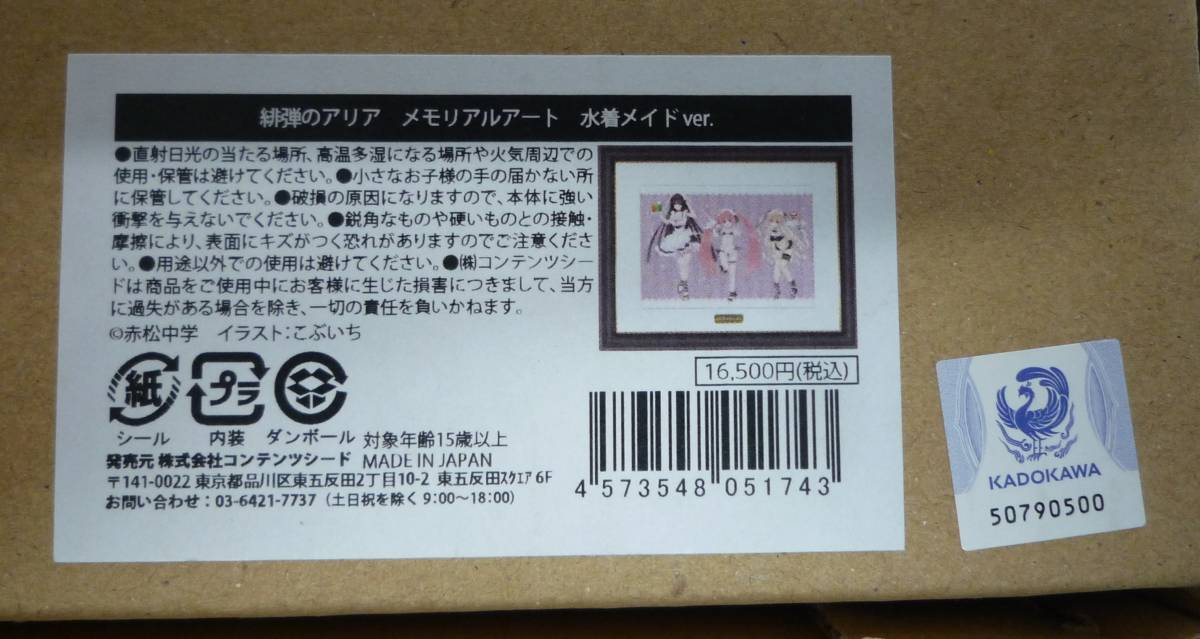 緋弾のアリア　メモリアルアート　水着メイドver.
●直射日光の当たる場所、高温多湿になる場所や火気周辺での
使用・保管は避けてください。●小さなお子様の手の届かない所
に保管してください。●破損の原因になりますので、本体に強い
衝撃を与えないでください。●鋭角なものや硬いものとの接触・
摩擦により、表面にキズがつく恐れがありますのでご注意くださ
い。●用途以外での使用は避けてください。●㈱コンテンツシー
ドは商品をご使用中にお客様に生じた損害につきまして、当方
に過失がある場合を除き、一切の責任を負いかねます。
©赤松中学　イラスト:こぶいち
紙
プラ
シール　内装　ダンボール　対象年齢15歳以上
発売元 株式会社コンテンツシード　MADE IN JAPAN
〒141-0022 東京都品川区東五反田2丁目10-2 東五反田ｽｸｴｱ 6F
お問い合わせ：03-6421-7737（土日祝を除く 9:00～18:00）
16,500円(税込)
4 573548 051743
KADOKAWA
50790500